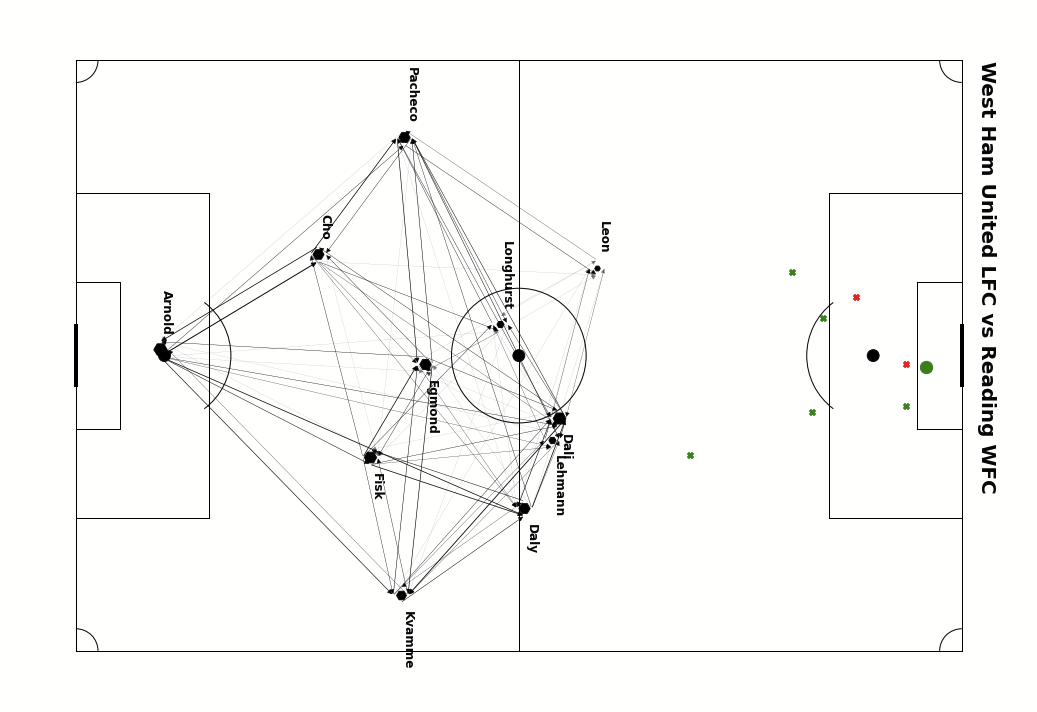 West Ham United LFC vs Reading WFC
Pacheco
Cho
Leon
Longhurst
Arnold
Egmond
Dali
Lehmann
Fisk
Daly
Kvamme